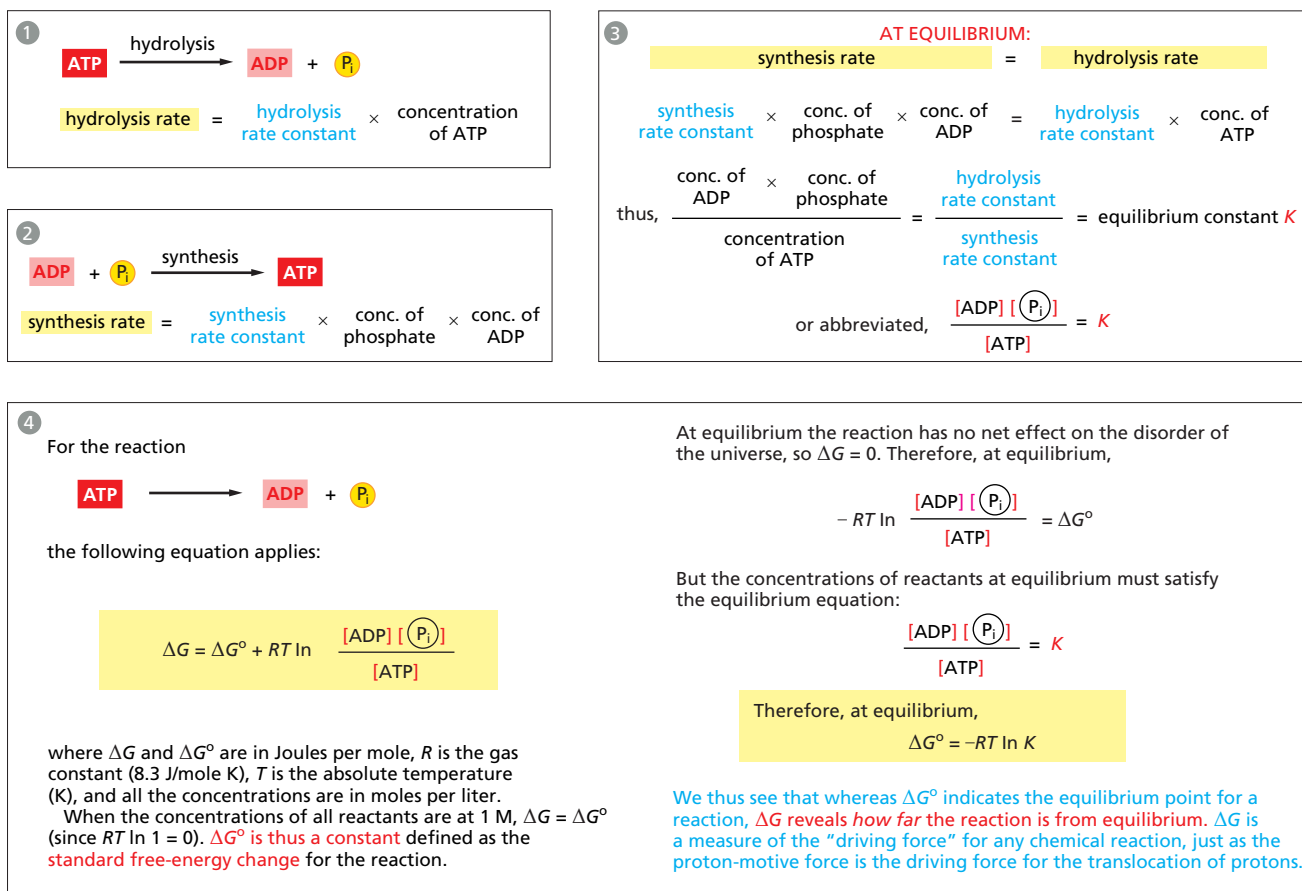 1
ATP hydrolysis ADP + Pi
hydrolysis rate = hydrolysis rate constant × concentration of ATP
2
ADP + Pi synthesis ATP
synthesis rate = synthesis rate constant × conc. of phosphate × conc. of ADP
3
AT EQUILIBRIUM:
synthesis rate = hydrolysis rate
synthesis rate constant × conc. of phosphate × conc. of ADP = hydrolysis rate constant × conc. of ATP
thus, conc. of ADP × conc. of phosphate / concentration of ATP = hydrolysis rate constant / synthesis rate constant = equilibrium constant K
or abbreviated, [ADP] [Pi] / [ATP] = K
4
For the reaction
ATP ADP + Pi
the following equation applies:
ΔG = ΔG° + RT ln [ADP] [Pi] / [ATP]
where ΔG and ΔG° are in Joules per mole, R is the gas
constant (8.3 J/mole K), T is the absolute temperature
(K), and all the concentrations are in moles per liter.
When the concentrations of all reactants are at 1 M, ΔG = ΔG°
(since RT ln 1 = 0). ΔG° is thus a constant defined as the
standard free-energy change for the reaction.
At equilibrium the reaction has no net effect on the disorder of
the universe, so ΔG = 0. Therefore, at equilibrium,
– RT ln [ADP] [Pi] / [ATP] = ΔG°
But the concentrations of reactants at equilibrium must satisfy
the equilibrium equation:
[ADP] [Pi] / [ATP] = K
Therefore, at equilibrium,
ΔG° = –RT ln K
We thus see that whereas ΔG° indicates the equilibrium point for a
reaction, ΔG reveals how far the reaction is from equilibrium. ΔG is
a measure of the “driving force” for any chemical reaction, just as the
proton-motive force is the driving force for the translocation of protons.